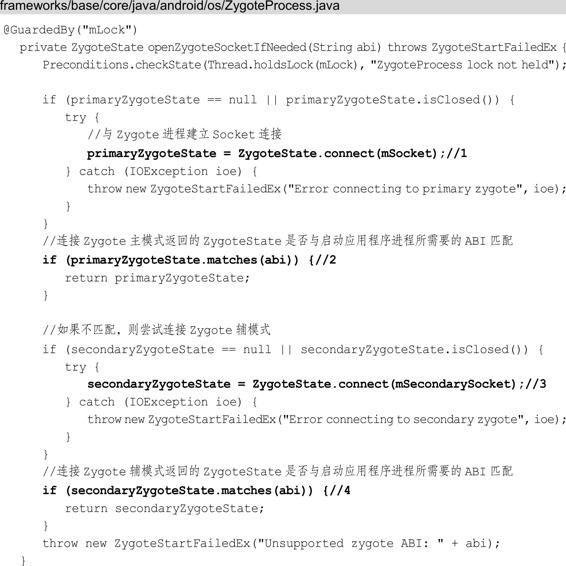 frameworks/base/core/java/android/os/ZygoteProcess.java
@GuardedBy("mLock")
private ZygoteState openZygoteSocketIfNeeded(String abi) throws ZygoteStartFailedEx {
Preconditions.checkState(Thread.holdsLock(mLock), "ZygoteProcess lock not held");
if (primaryZygoteState == null || primaryZygoteState.isClosed()) {
try {
//与 Zygote 进程建立 Socket 连接
primaryZygoteState = ZygoteState.connect(mSocket);//1
} catch (IOException ioe) {
throw new ZygoteStartFailedEx("Error connecting to primary zygote", ioe);
}
}
//连接 Zygote 主模式返回的 ZygoteState 是否与启动应用程序进程所需要的 ABI 匹配
if (primaryZygoteState.matches(abi)) {//2
return primaryZygoteState;
}
//如果不匹配，则尝试连接 Zygote 辅模式
if (secondaryZygoteState == null || secondaryZygoteState.isClosed()) {
try {
secondaryZygoteState = ZygoteState.connect(mSecondarySocket);//3
} catch (IOException ioe) {
throw new ZygoteStartFailedEx("Error connecting to secondary zygote", ioe);
}
}
//连接 Zygote 辅模式返回的 ZygoteState 是否与启动应用程序进程所需要的 ABI 匹配
if (secondaryZygoteState.matches(abi)) {//4
return secondaryZygoteState;
}
throw new ZygoteStartFailedEx("Unsupported zygote ABI: " + abi);
}